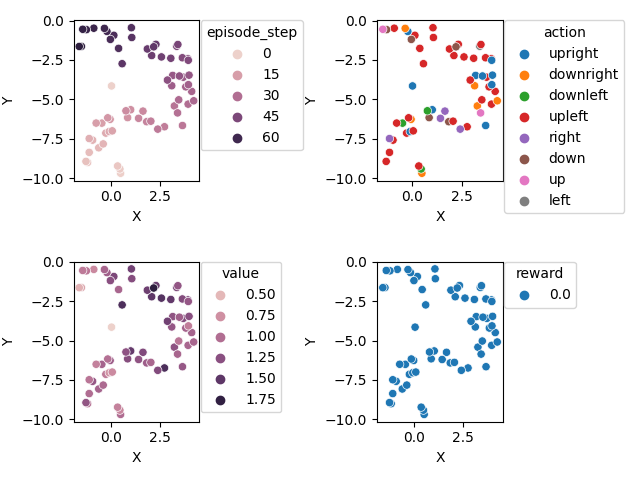 0.0
−2.5
−5.0
−7.5
−10.0
Y
0.0
2.5
X
episode_step
0
15
30
45
60
0.0
−2.5
−5.0
−7.5
−10.0
Y
0.0
2.5
X
action
upright
downright
downleft
upleft
right
down
up
left
0.0
−2.5
−5.0
−7.5
−10.0
Y
0.0
2.5
X
value
0.50
0.75
1.00
1.25
1.50
1.75
0.0
−2.5
−5.0
−7.5
−10.0
Y
0.0
2.5
X
reward
0.0